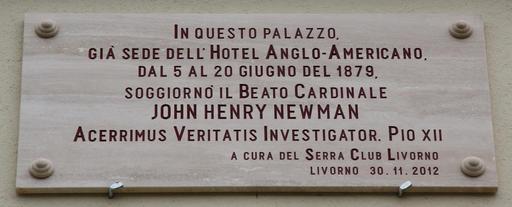 IN QUESTO PALAZZO,
GIÁ SEDE DELL'HOTEL ANGLO-AMERICANO,
DAL 5 AL 20 GIUGNO DEL 1879,
SOGGIORNÒ IL BEATO CARDINALE
JOHN HENRY NEWMAN
ACERRIMUS VERITATIS INVESTIGATOR. PIO XII
A CURA DEL SERRA CLUB LIVORNO
LIVORNO 30.11.2012